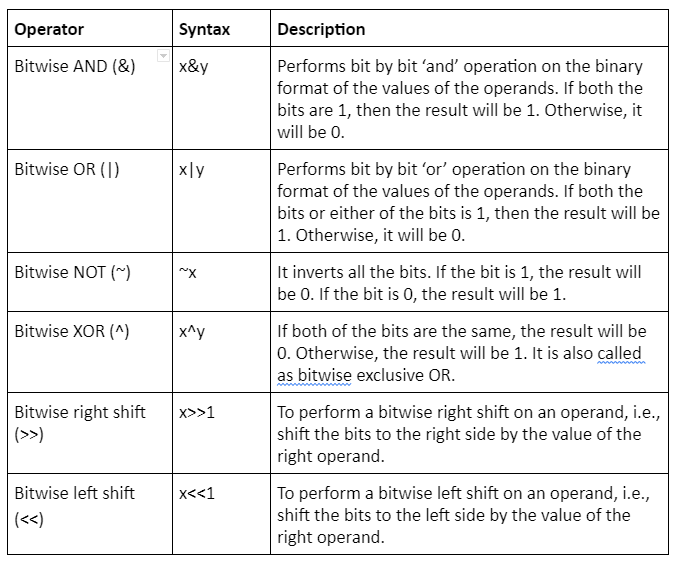 Operator Syntax Description
Bitwise AND (&) x&y Performs bit by bit ‘and’ operation on the binary
format of the values of the operands. If both the
bits are 1, then the result will be 1. Otherwise, it
will be 0.
Bitwise OR (|) x|y Performs bit by bit ‘or’ operation on the binary
format of the values of the operands. If both the
bits or either of the bits is 1, then the result will be
1. Otherwise, it will be 0.
Bitwise NOT (~) ~x It inverts all the bits. If the bit is 1, the result will
be 0. If the bit is 0, the result will be 1.
Bitwise XOR (^) x^y If both of the bits are the same, the result will be
0. Otherwise, the result will be 1. It is also called
as bitwise exclusive OR.
Bitwise right shift x>>1 To perform a bitwise right shift on an operand, i.e.,
(>>) shift the bits to the right side by the value of the
right operand.
Bitwise left shift x<<1 To perform a bitwise left shift on an operand, i.e.,
(<<) shift the bits to the left side by the value of the
right operand.